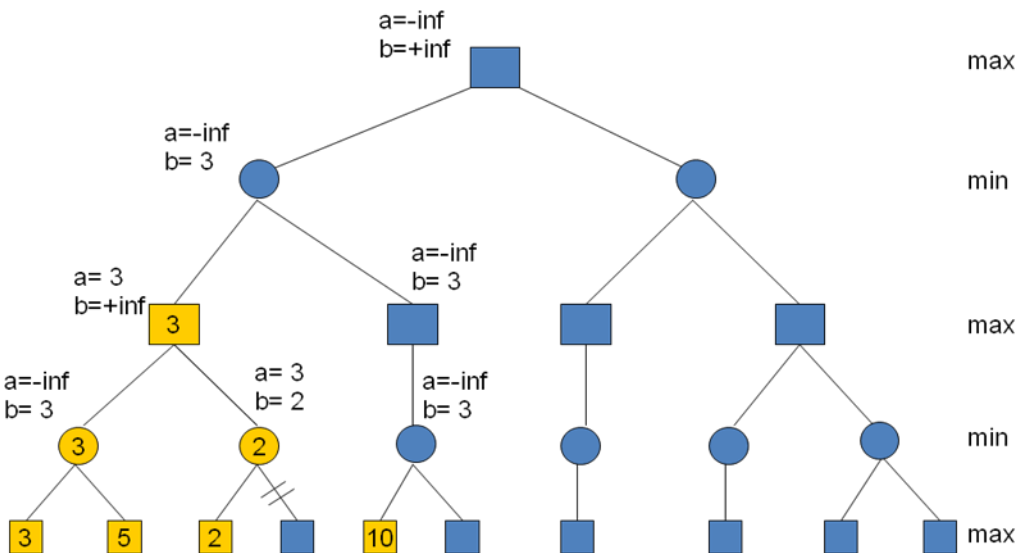 a=-inf
b=+inf
max
a=-inf
b= 3
min
a=-inf
b= 3
a= 3
b=+inf
3
max
a= 3
b= 2
a=-inf
b= 3
a=-inf
b= 3
3
2
min
3
5
2
10
max